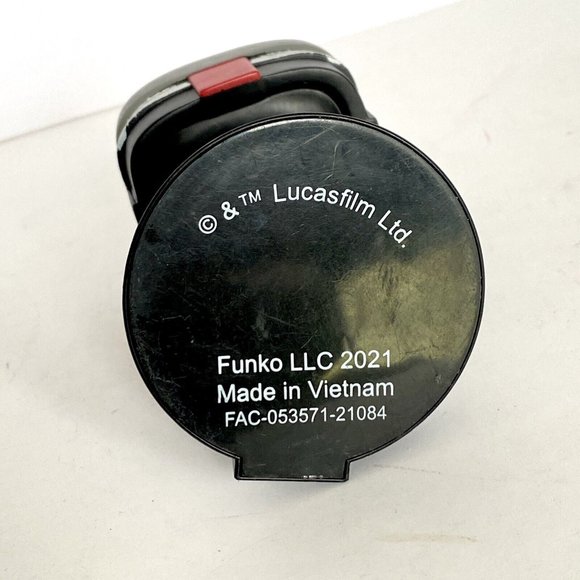 © & ™ Lucasfilm Ltd.
Funko LLC 2021
Made in Vietnam
FAC-053571-21084